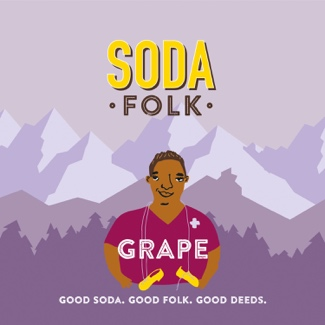 SODA
·FOLK·
GRAPE
GOOD SODA. GOOD FOLK. GOOD DEEDS.